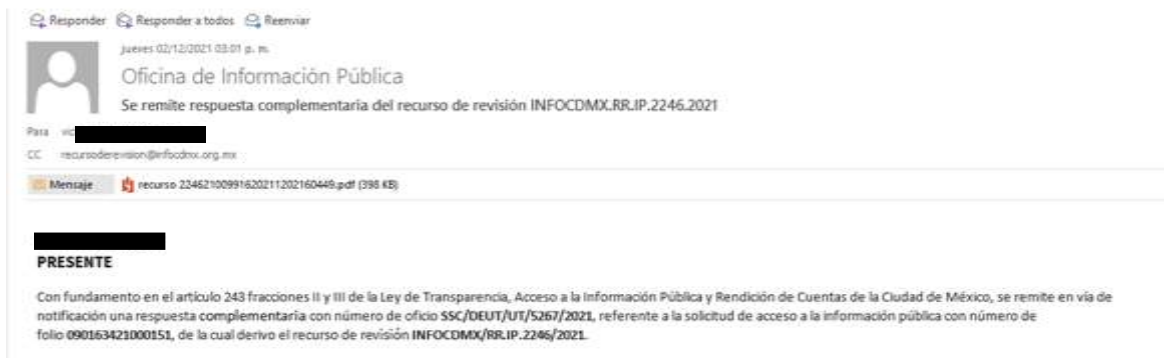 Responder Responder a todos Reenviar
jueves 02/12/2021 03:01 p. m.
Oficina de Información Pública
Se remite respuesta complementaria del recurso de revisión INFOCDMX.RR.IP.2246.2021
Para vic
CC recursoderevision@infocdmx.org.mx
Mensaje recurso 22462100991620211202160449.pdf (398 KB)
PRESENTE
Con fundamento en el artículo 243 fracciones II y III de la Ley de Transparencia, Acceso a la Información Pública y Rendición de Cuentas de la Ciudad de México, se remite en vía de
notificación una respuesta complementaria con número de oficio SSC/DEUT/UT/5267/2021, referente a la solicitud de acceso a la información pública con número de
folio 090163421000151, de la cual derivo el recurso de revisión INFOCDMX/RR.IP.2246/2021.